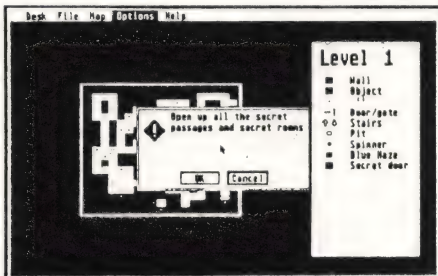 Desk File Map Options Help
Level 1
Wall
Object
Door/gate
Stairs
Pit
Spinner
Blue Haze
Secret door
Open up all the secret
passages and secret rooms
OK Cancel